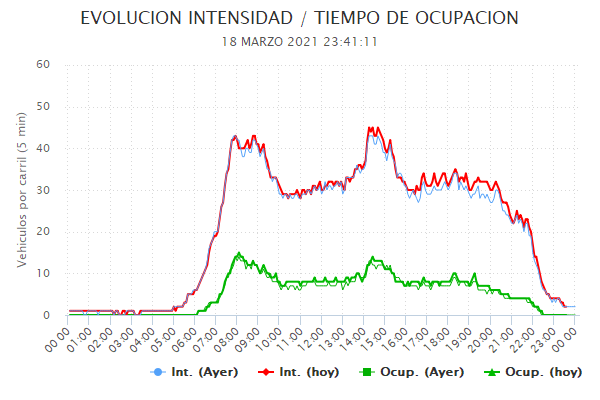 EVOLUCION INTENSIDAD / TIEMPO DE OCUPACION
18 MARZO 2021 23:41:11
Vehiculos por carril (5 min)
60
50
40
30
20
10
0
00:00 01:00 02:00 03:00 04:00 05:00 06:00 07:00 08:00 09:00 10:00 11:00 12:00 13:00 14:00 15:00 16:00 17:00 18:00 19:00 20:00 21:00 22:00 23:00 00:00
Int. (Ayer) Int. (hoy) Ocup. (Ayer) Ocup. (hoy)